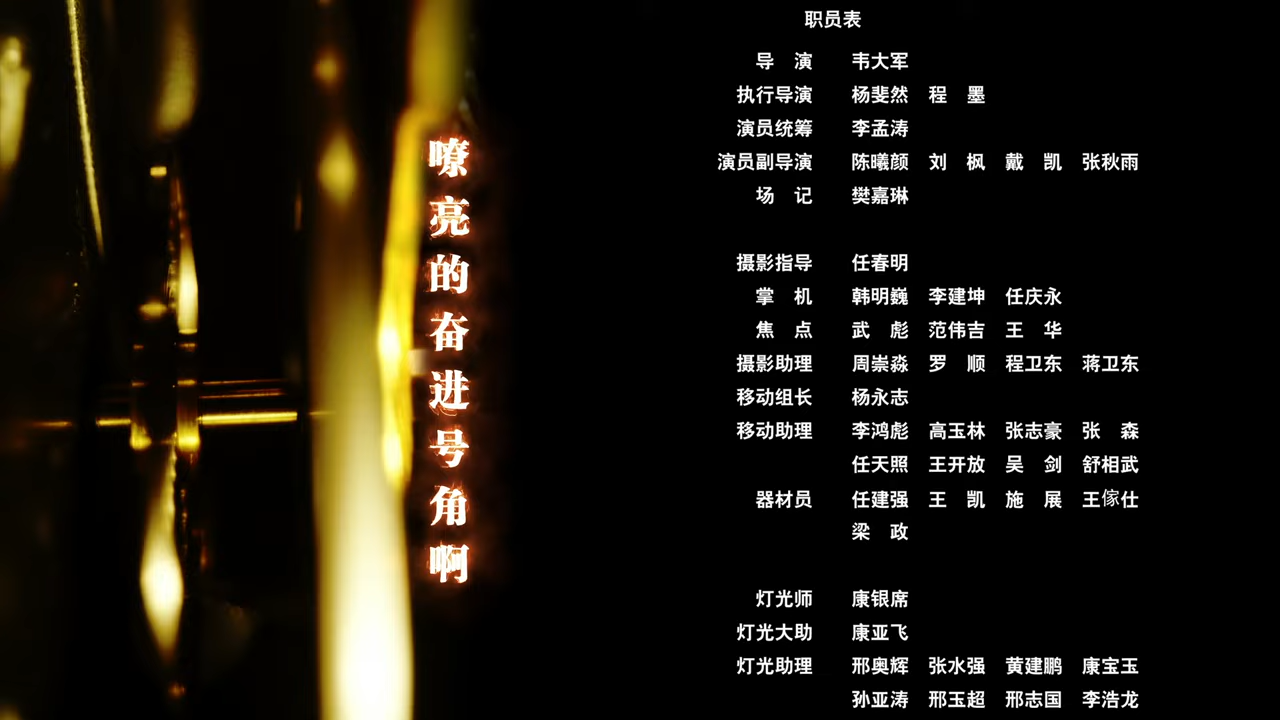 嘹亮的奋进号角啊
职员表
导　演　韦大军
执行导演　杨斐然　程　墨
演员统筹　李孟涛
演员副导演　陈曦颜　刘　枫　戴　凯　张秋雨
场　记　樊嘉琳
摄影指导　任春明
掌　机　韩明巍　李建坤　任庆永
焦　点　武　彪　范伟吉　王　华
摄影助理　周崇淼　罗　顺　程卫东　蒋卫东
移动组长　杨永志
移动助理　李鸿彪　高玉林　张志豪　张　森
任天照　王开放　吴　剑　舒相武
器材员　任建强　王　凯　施　展　王傢仕
梁　政
灯光师　康银席
灯光大助　康亚飞
灯光助理　邢奥辉　张水强　黄建鹏　康宝玉
孙亚涛　邢玉超　邢志国　李浩龙